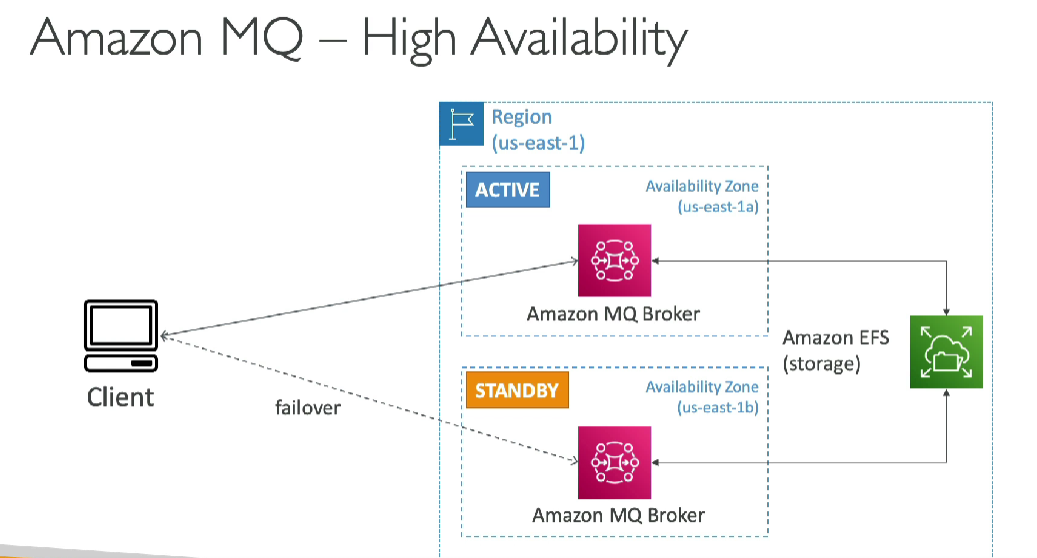 Amazon MQ – High Availability
Region
(us-east-1)
ACTIVE
Availability Zone
(us-east-1a)
Amazon MQ Broker
Client
failover
Amazon EFS
(storage)
STANDBY
Availability Zone
(us-east-1b)
Amazon MQ Broker